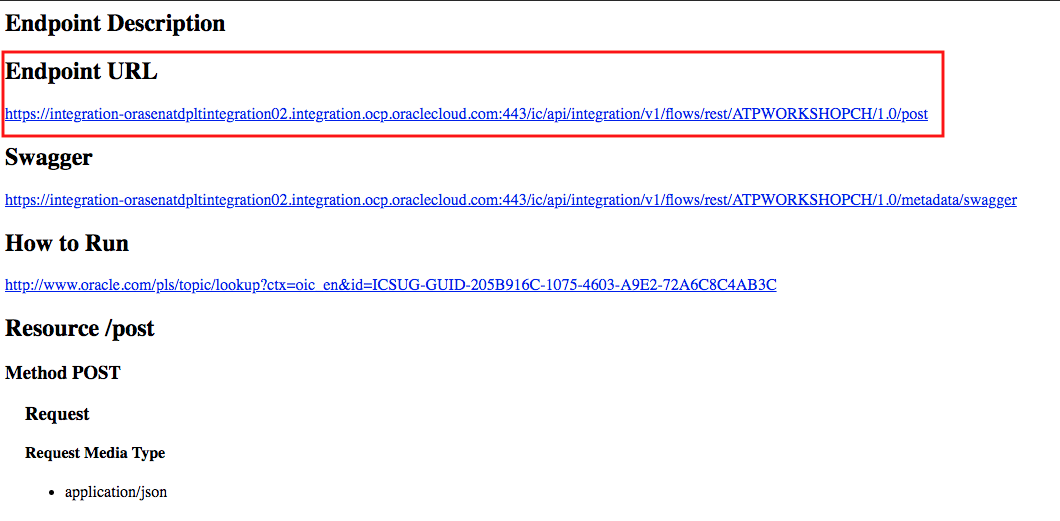 Endpoint Description
Endpoint URL
https://integration-orasenatdpltintegration02.integration.ocp.oraclecloud.com:443/ic/api/integration/v1/flows/rest/ATPWORKSHOPCH/1.0/post
Swagger
https://integration-orasenatdpltintegration02.integration.ocp.oraclecloud.com:443/ic/api/integration/v1/flows/rest/ATPWORKSHOPCH/1.0/metadata/swagger
How to Run
http://www.oracle.com/pls/topic/lookup?ctx=oic_en&id=ICSUG-GUID-205B916C-1075-4603-A9E2-72A6C8C4AB3C
Resource /post
Method POST
Request
Request Media Type
• application/json